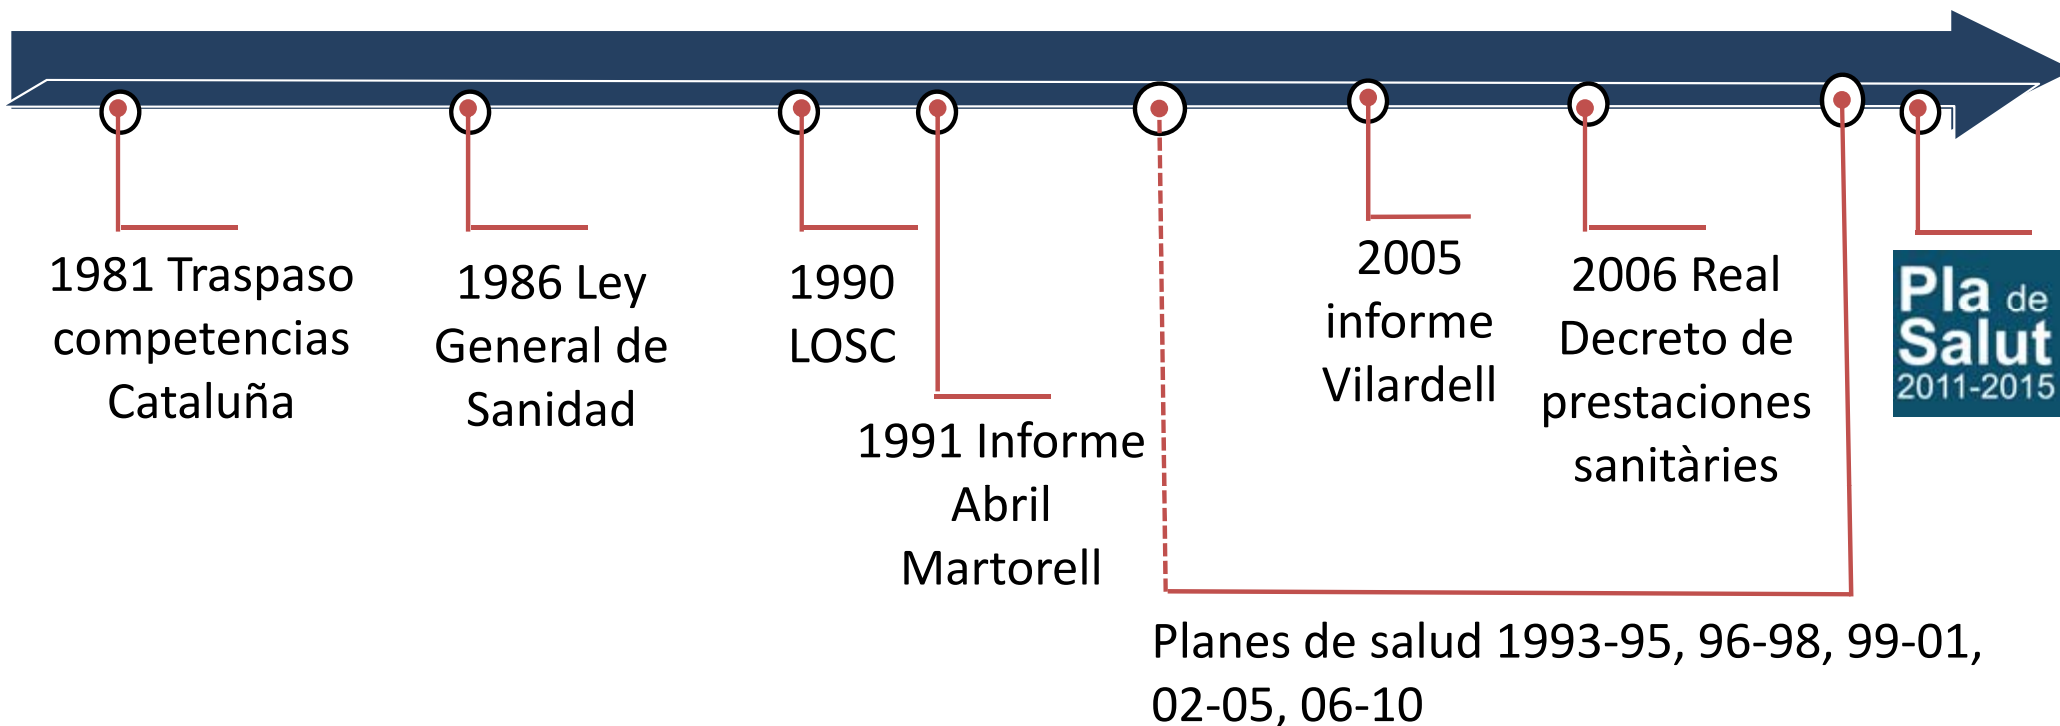 1981 Traspaso
competencias
Cataluña
1986 Ley
General de
Sanidad
1990
LOSC
1991 Informe
Abril
Martorell
2005
informe
Vilardell
2006 Real
Decreto de
prestaciones
sanitàries
Pla de
Salut
2011-2015
Planes de salud 1993-95, 96-98, 99-01,
02-05, 06-10